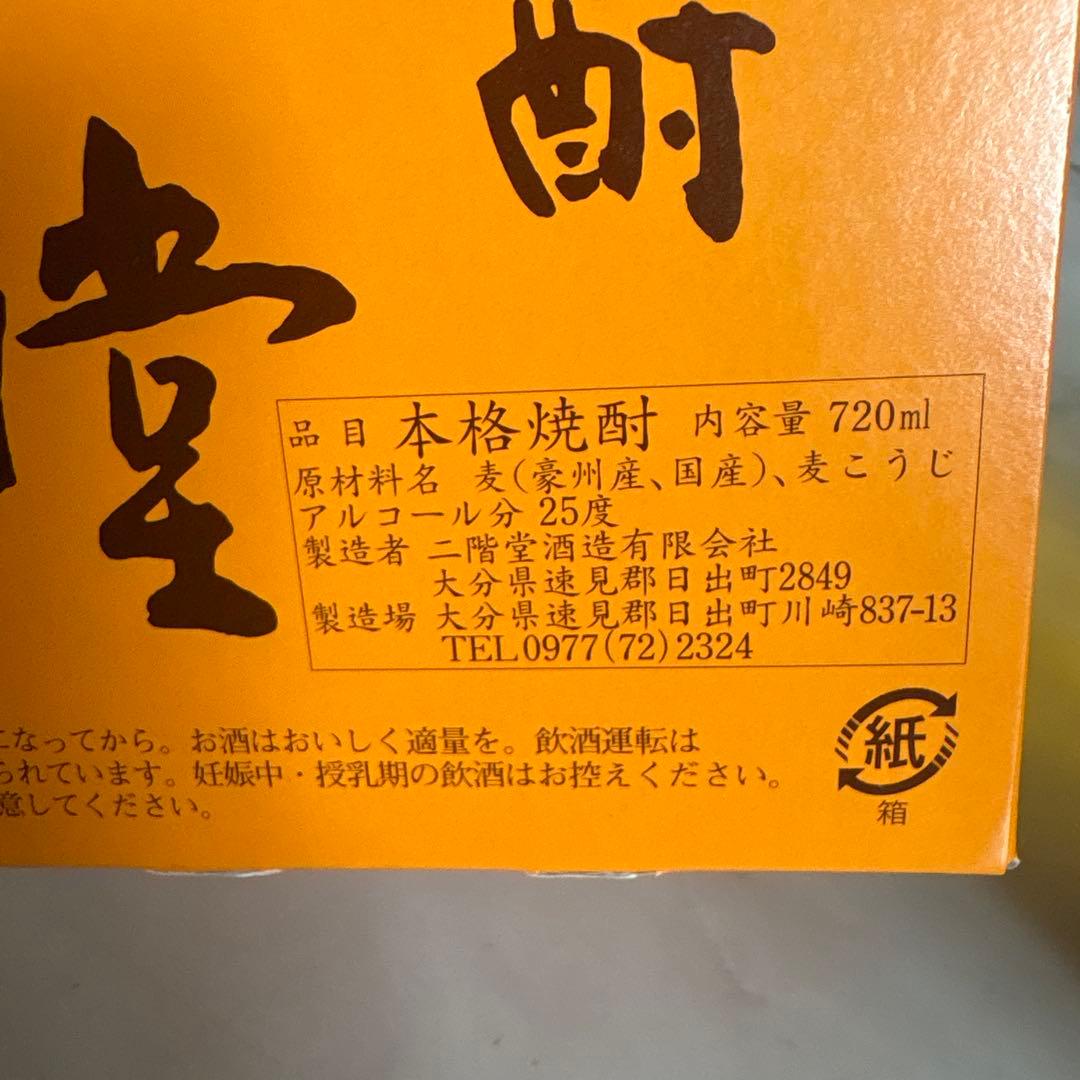 酎
堂
品目 本格焼酎 内容量 720ml
原材料名 麦(豪州産、国産)、麦こうじ
アルコール分 25度
製造者 二階堂酒造有限会社
大分県速見郡日出町2849
製造場 大分県速見郡日出町川崎837-13
TEL0977(72)2324
になってから。お酒はおいしく適量を。飲酒運転は
られています。妊娠中・授乳期の飲酒はお控えください。
意してください。
紙
箱